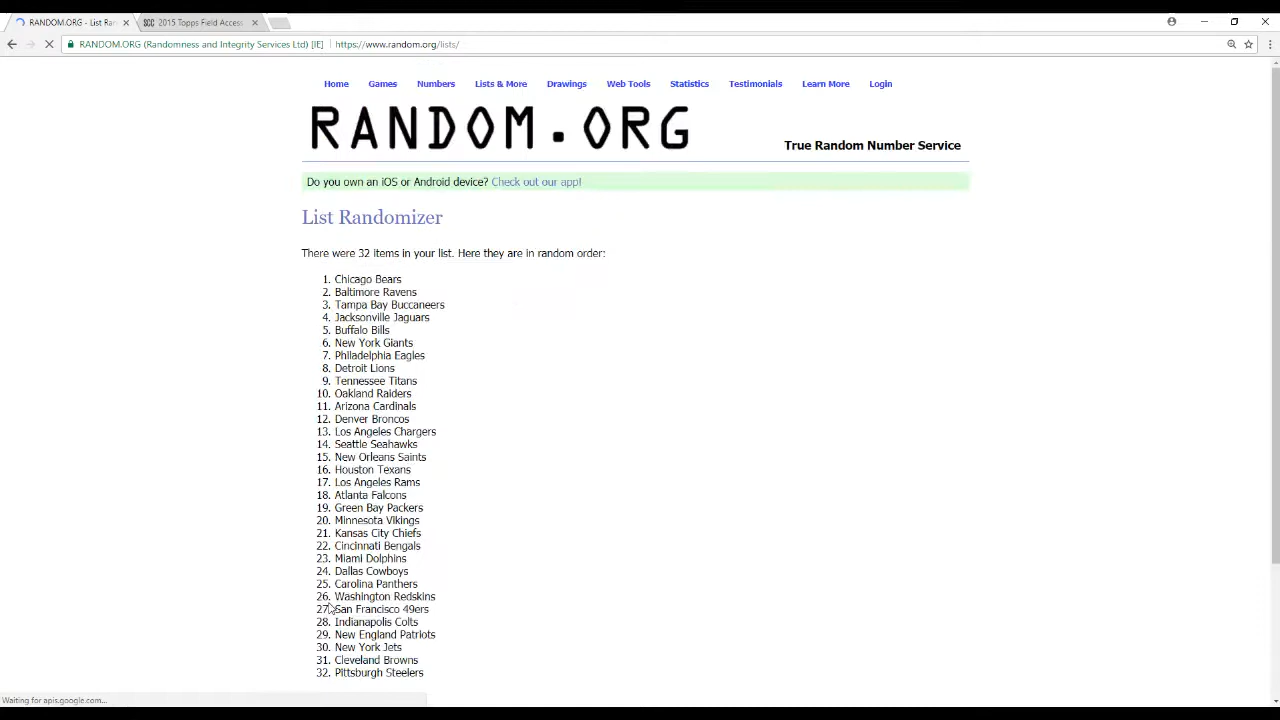 RANDOM.ORG - List Ran
2015 Topps Field Access
RANDOM.ORG (Randomness and Integrity Services Ltd) [IE] https://www.random.org/lists/
Home Games Numbers Lists & More Drawings Web Tools Statistics Testimonials Learn More Login
RANDOM.ORG
True Random Number Service
Do you own an iOS or Android device? Check out our app!
List Randomizer
There were 32 items in your list. Here they are in random order:
1. Chicago Bears
2. Baltimore Ravens
3. Tampa Bay Buccaneers
4. Jacksonville Jaguars
5. Buffalo Bills
6. New York Giants
7. Philadelphia Eagles
8. Detroit Lions
9. Tennessee Titans
10. Oakland Raiders
11. Arizona Cardinals
12. Denver Broncos
13. Los Angeles Chargers
14. Seattle Seahawks
15. New Orleans Saints
16. Houston Texans
17. Los Angeles Rams
18. Atlanta Falcons
19. Green Bay Packers
20. Minnesota Vikings
21. Kansas City Chiefs
22. Cincinnati Bengals
23. Miami Dolphins
24. Dallas Cowboys
25. Carolina Panthers
26. Washington Redskins
27. San Francisco 49ers
28. Indianapolis Colts
29. New England Patriots
30. New York Jets
31. Cleveland Browns
32. Pittsburgh Steelers
Waiting for apis.google.com...